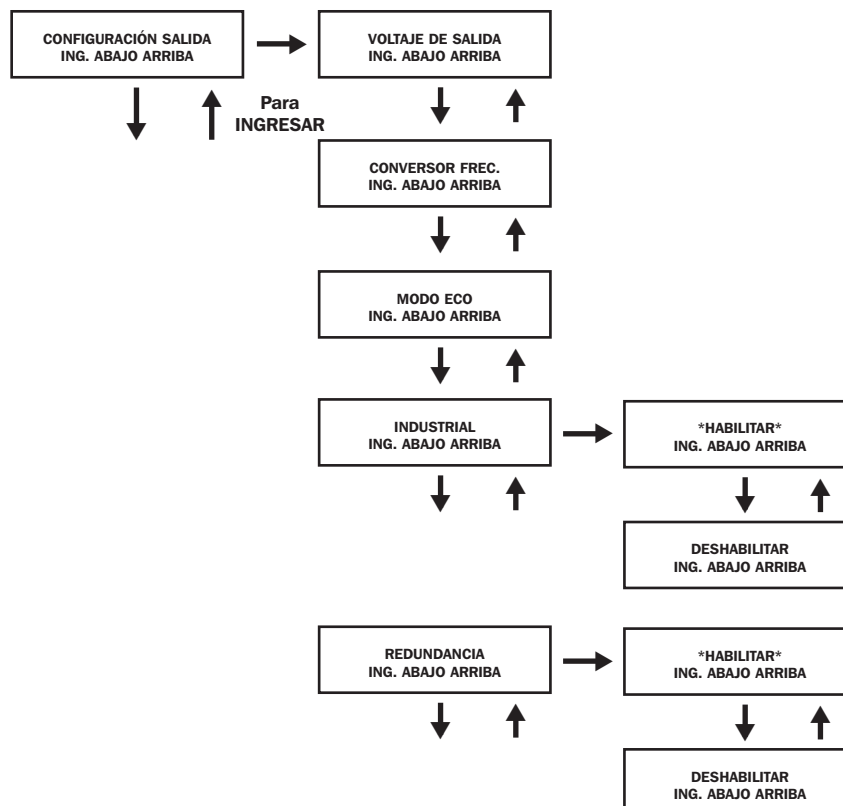 CONFIGURACIÓN SALIDA
ING. ABAJO ARRIBA
VOLTAJE DE SALIDA
ING. ABAJO ARRIBA
Para
INGRESAR
CONVERSOR FREC.
ING. ABAJO ARRIBA
MODO ECO
ING. ABAJO ARRIBA
INDUSTRIAL
ING. ABAJO ARRIBA
*HABILITAR*
ING. ABAJO ARRIBA
DESHABILITAR
ING. ABAJO ARRIBA
REDUNDANCIA
ING. ABAJO ARRIBA
*HABILITAR*
ING. ABAJO ARRIBA
DESHABILITAR
ING. ABAJO ARRIBA